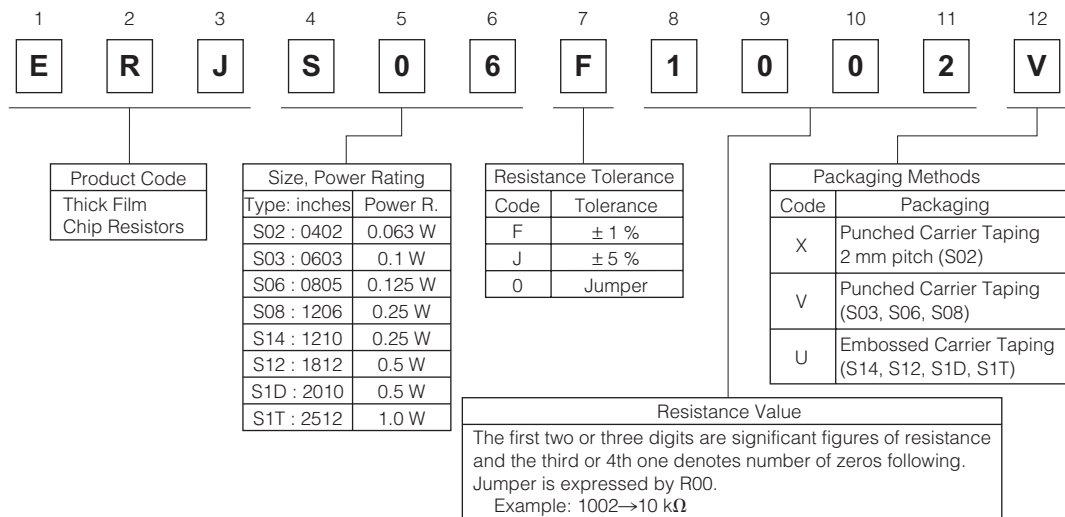 1 2 3 4 5 6 7 8 9 10 11 12
E R J S 0 6 F 1 0 0 2 V
Product Code
Thick Film
Chip Resistors
Size, Power Rating
Type: inches Power R.
S02 : 0402 0.063 W
S03 : 0603 0.1 W
S06 : 0805 0.125 W
S08 : 1206 0.25 W
S14 : 1210 0.25 W
S12 : 1812 0.5 W
S1D : 2010 0.5 W
S1T : 2512 1.0 W
Resistance Tolerance
Code Tolerance
F ± 1 %
J ± 5 %
0 Jumper
Packaging Methods
Code Packaging
X Punched Carrier Taping
2 mm pitch (S02)
V Punched Carrier Taping
(S03, S06, S08)
U Embossed Carrier Taping
(S14, S12, S1D, S1T)
Resistance Value
The first two or three digits are significant figures of resistance
and the third or 4th one denotes number of zeros following.
Jumper is expressed by R00.
Example: 1002→10 kΩ